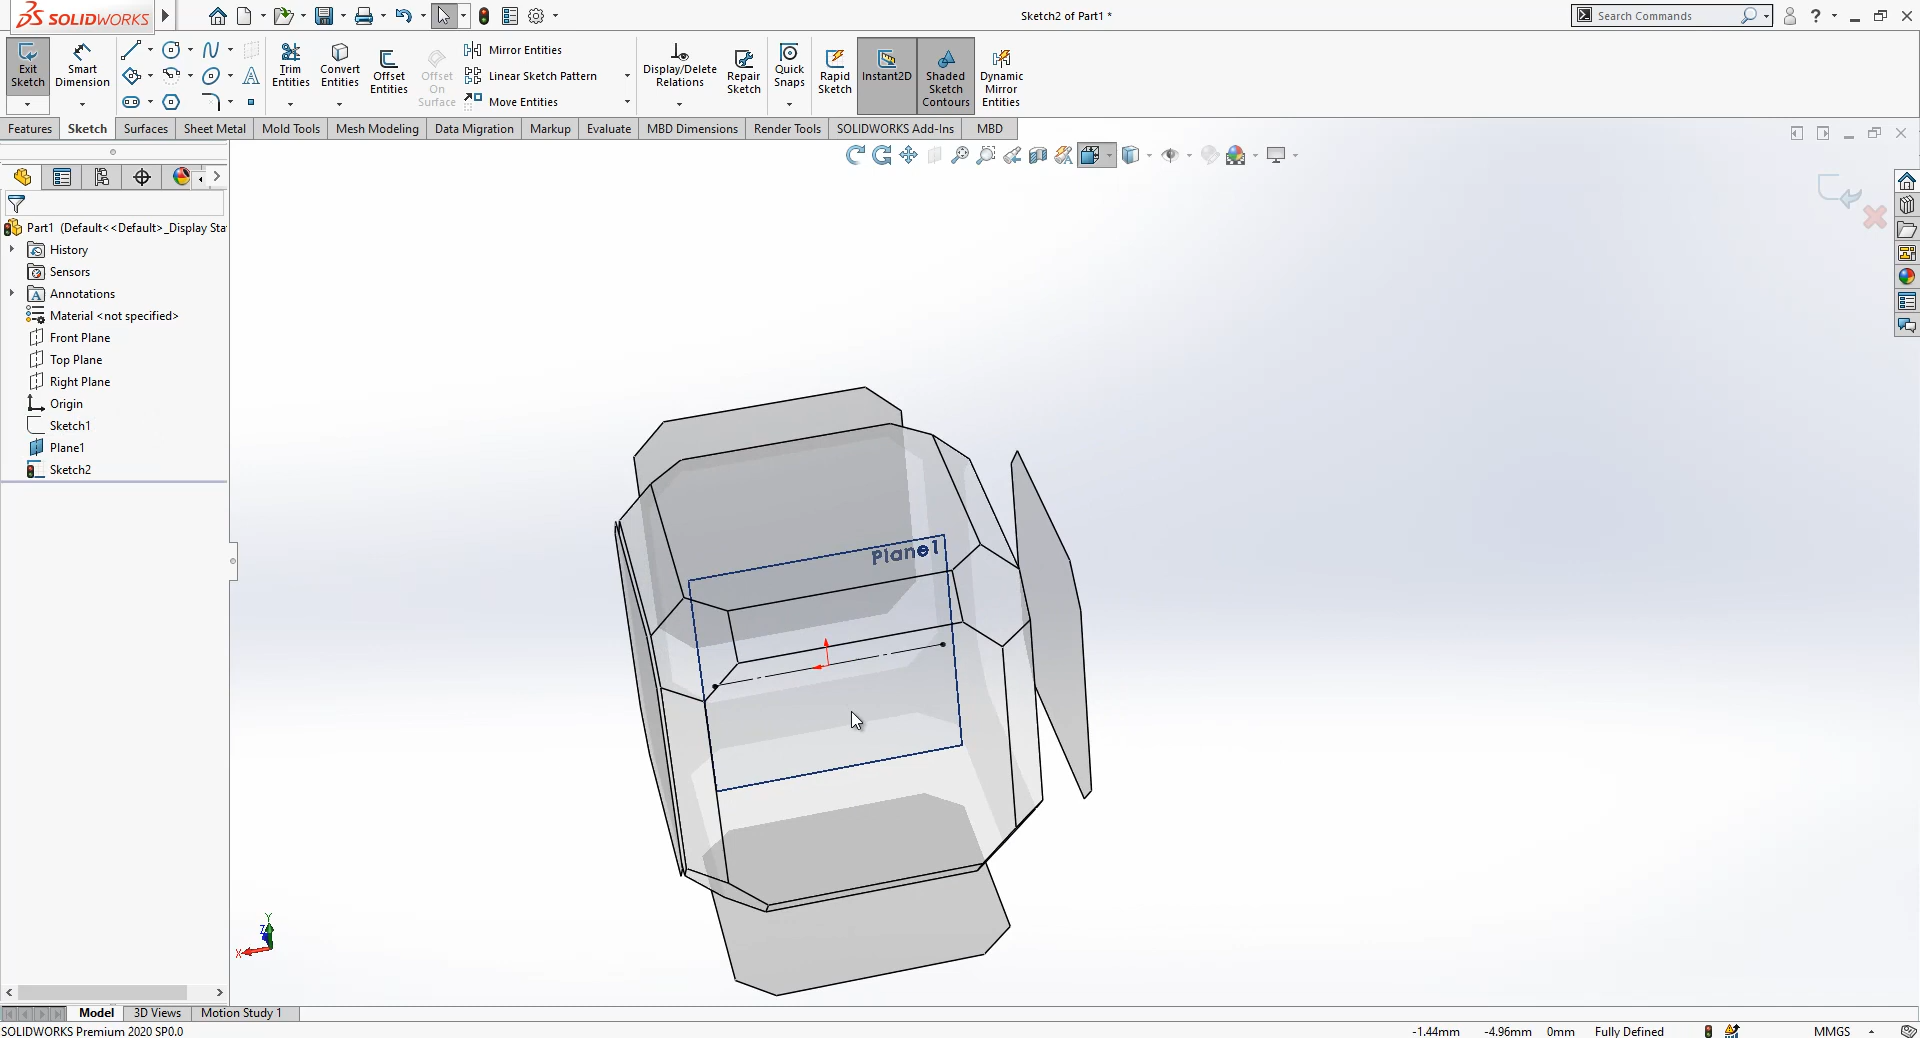 SOLIDWORKS
Sketch2 of Part1 *
Search Commands
?
Exit Sketch
Smart Dimension
Trim Entities
Convert Entities
Offset Entities
Offset On Surface
Mirror Entities
Linear Sketch Pattern
Move Entities
Display/Delete Relations
Repair Sketch
Quick Snaps
Rapid Sketch
Instant2D
Shaded Sketch Contours
Dynamic Mirror Entities
Features Sketch Surfaces Sheet Metal Mold Tools Mesh Modeling Data Migration Markup Evaluate MBD Dimensions Render Tools SOLIDWORKS Add-Ins MBD
Part1 (Default<<Default>_Display Sta
History
Sensors
Annotations
Material <not specified>
Front Plane
Top Plane
Right Plane
Origin
Sketch1
Plane1
Sketch2
Plane1
Y
Z
X
Model 3D Views Motion Study 1
SOLIDWORKS Premium 2020 SP0.0
-1.44mm -4.96mm 0mm Fully Defined MMGS